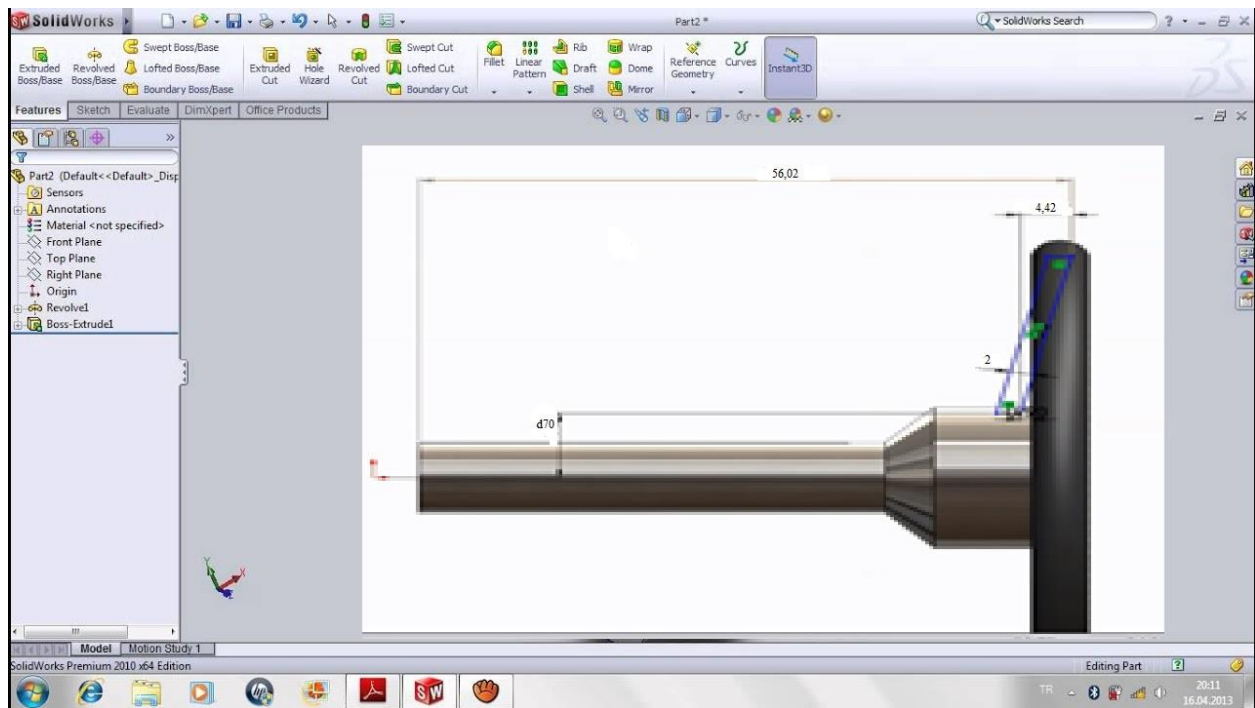 SolidWorks
Part2 *
SolidWorks Search
Extruded Boss/Base
Revolved Boss/Base
Swept Boss/Base
Lofted Boss/Base
Boundary Boss/Base
Extruded Cut
Hole Wizard
Revolved Cut
Swept Cut
Lofted Cut
Boundary Cut
Fillet
Linear Pattern
Rib
Draft
Shell
Wrap
Dome
Mirror
Reference Geometry
Curves
Instant3D
Features
Sketch
Evaluate
DimXpert
Office Products
Part2 (Default<<Default>_Disp
Sensors
Annotations
Material <not specified>
Front Plane
Top Plane
Right Plane
Origin
Revolve1
Boss-Extrude1
56,02
4,42
2
d70
Y
X
Model
Motion Study 1
SolidWorks Premium 2010 x64 Edition
Editing Part
TR
20:11
16.04.2013